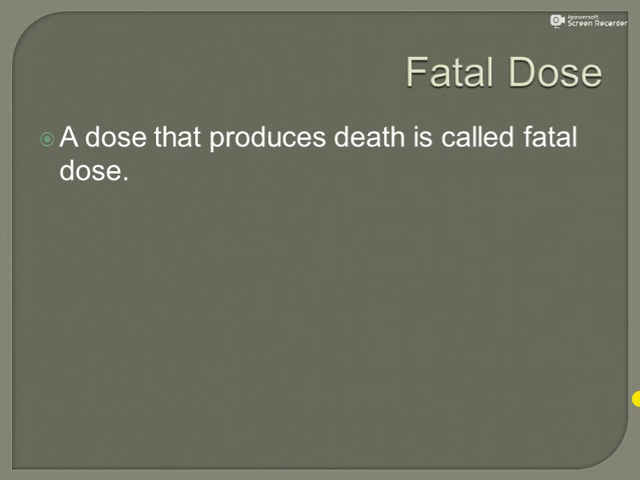 Apowersoft
Screen Recorder
Fatal Dose
A dose that produces death is called fatal
dose.